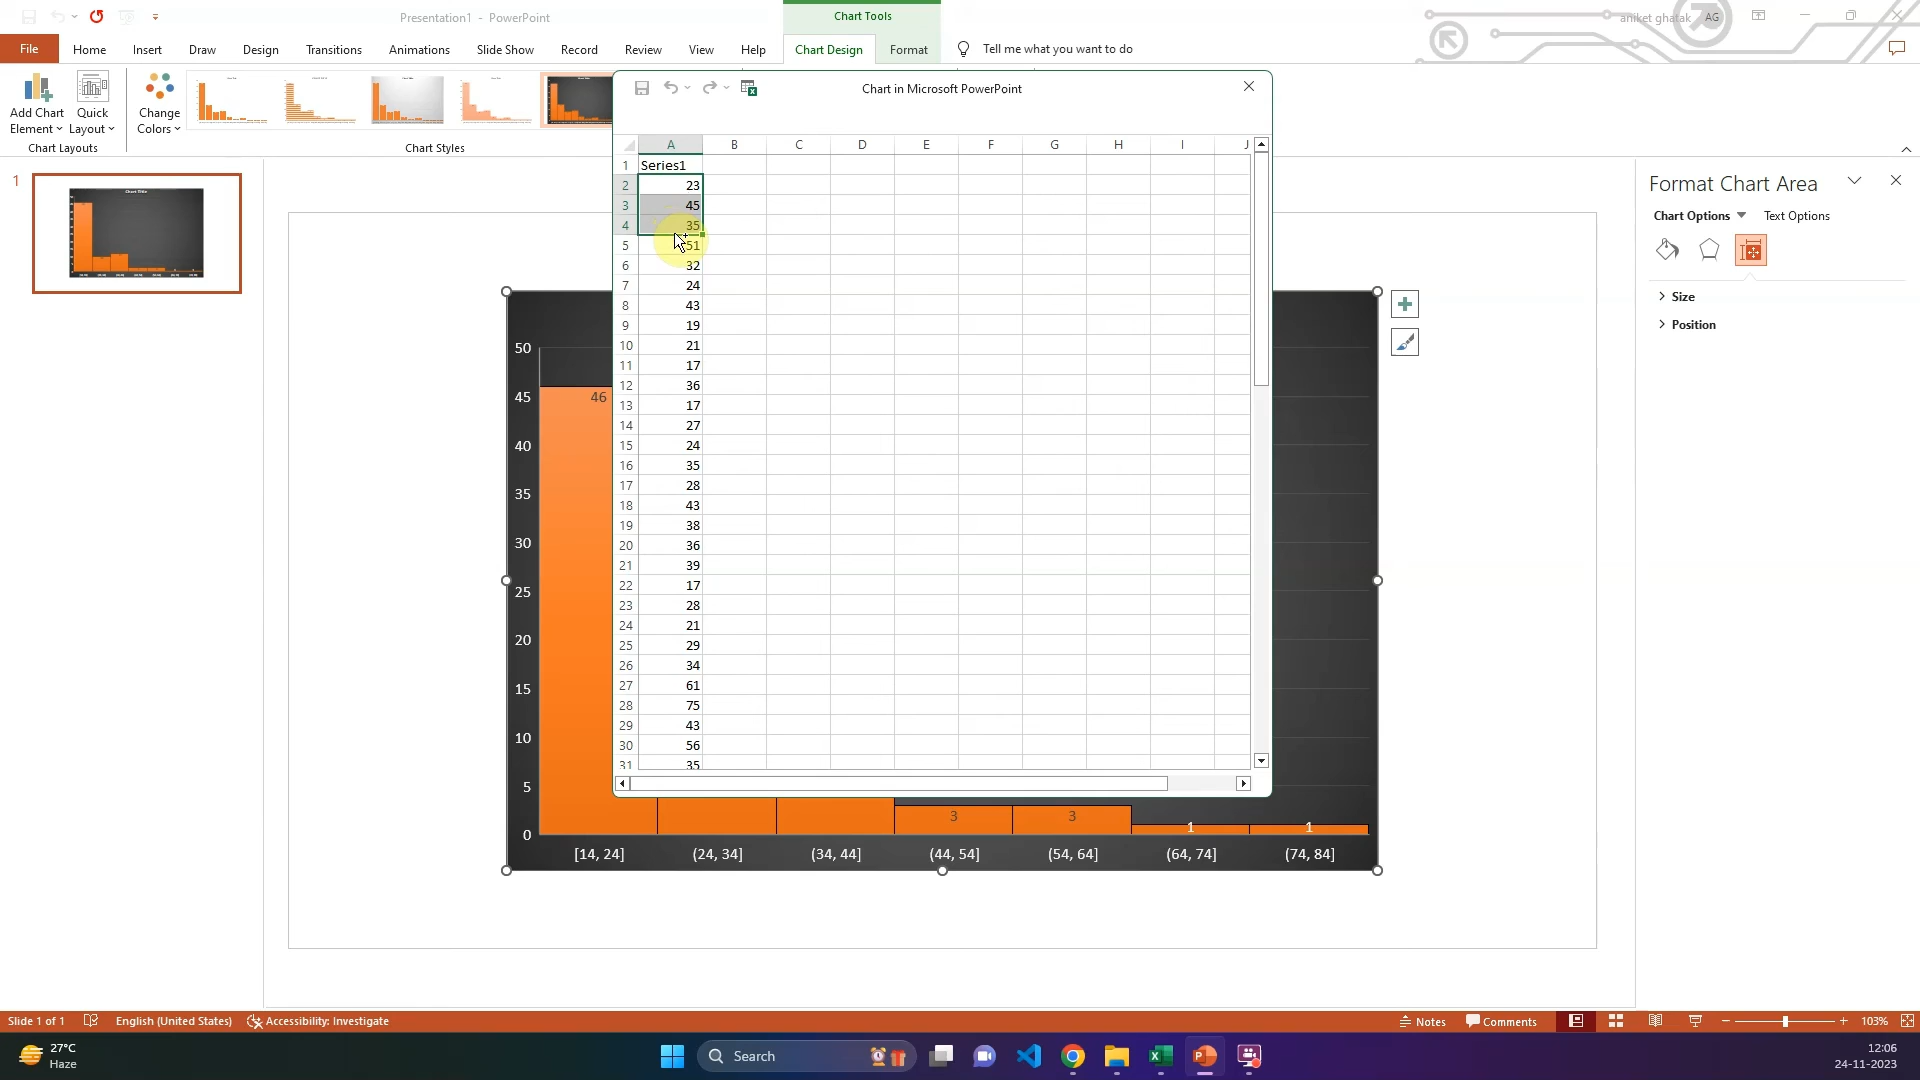 Presentation1 - PowerPoint
Chart Tools
aniket ghatak AG
File Home Insert Draw Design Transitions Animations Slide Show Record Review View Help Chart Design Format Tell me what you want to do
Add Chart Element
Quick Layout
Change Colors
Chart Layouts
Chart Styles
Chart in Microsoft PowerPoint
A B C D E F G H I J
1 Series1
2 23
3 45
4 35
5 51
6 32
7 24
8 43
9 19
10 21
11 17
12 36
13 17
14 27
15 24
16 35
17 28
18 43
19 38
20 36
21 39
22 17
23 28
24 21
25 29
26 34
27 61
28 75
29 43
30 56
31 35
1
Chart Title
50
45
40
35
30
25
20
15
10
5
0
46
3 3 1 1
[14, 24] (24, 34] (34, 44] (44, 54] (54, 64] (64, 74] (74, 84]
Format Chart Area
Chart Options Text Options
Size
Position
Slide 1 of 1 English (United States) Accessibility: Investigate Notes Comments 103%
27°C
Haze
Search
12:06
24-11-2023